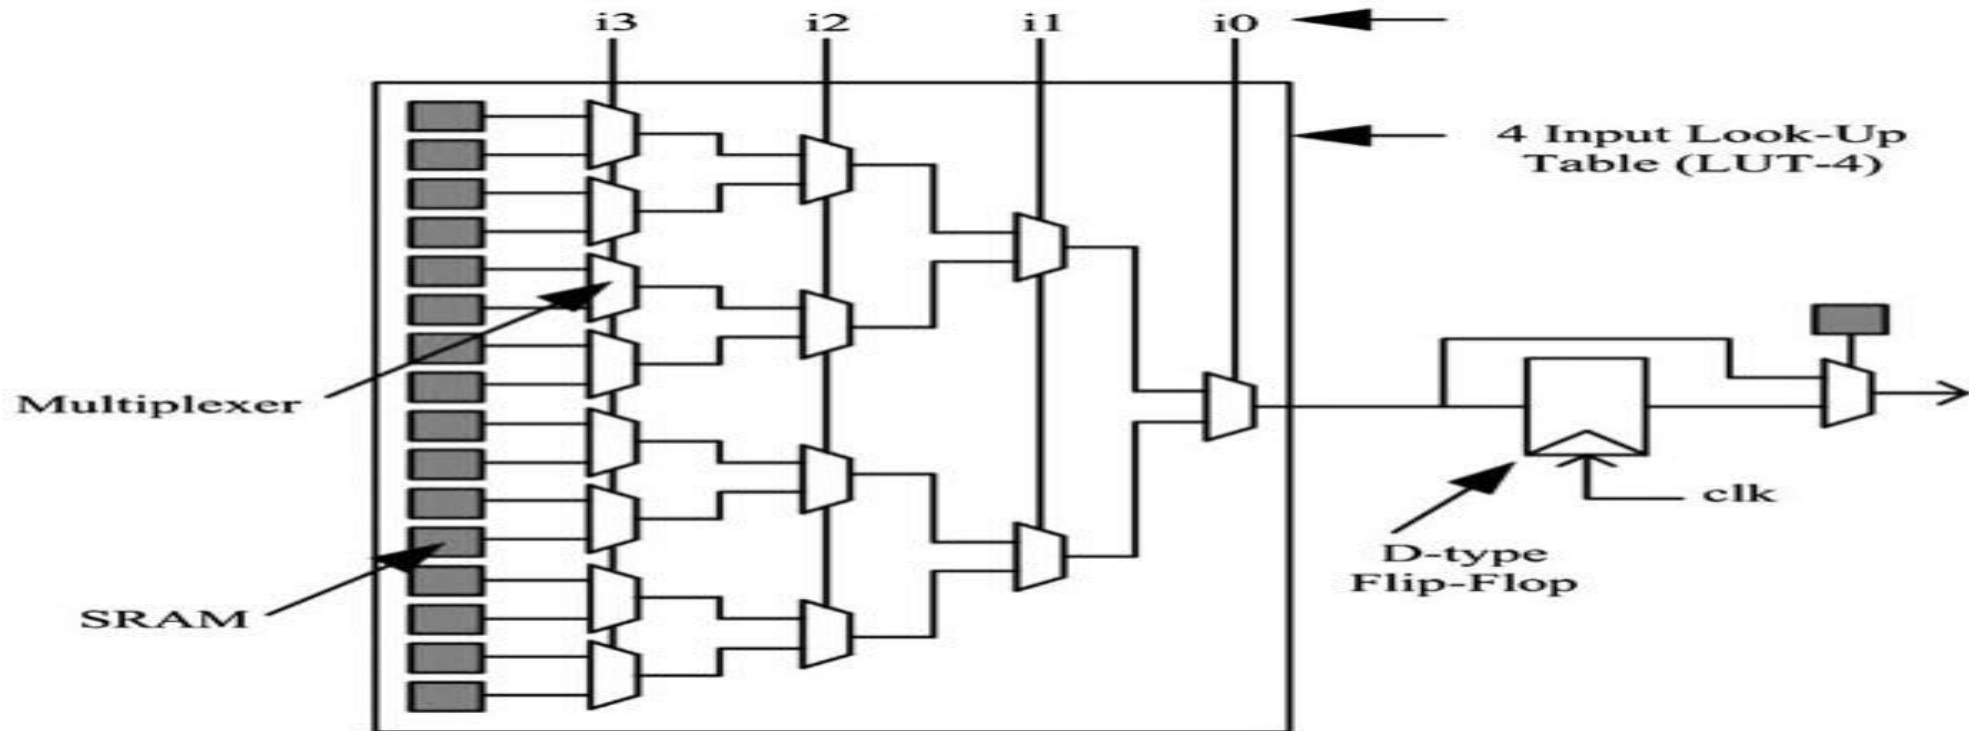 i3 i2 i1 i0
4 Input Look-Up
Table (LUT-4)
Multiplexer
clk
D-type
Flip-Flop
SRAM